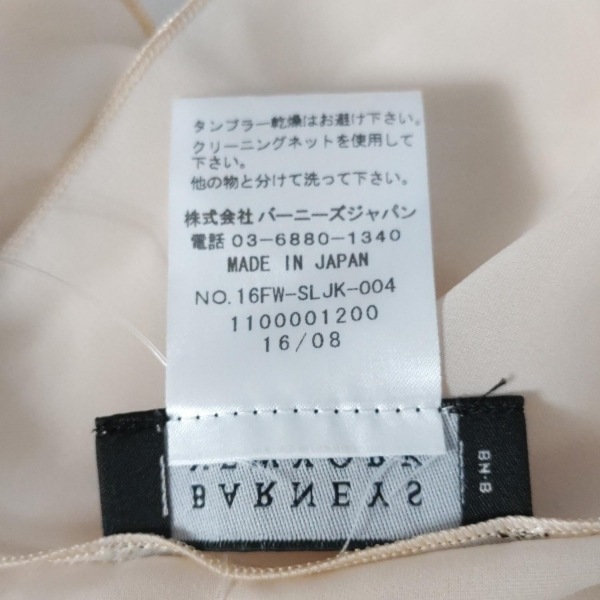 タンブラー乾燥はお避け下さい。
クリーニングネットを使用して
下さい。
他の物と分けて洗って下さい。
株式会社 バーニーズジャパン
電話 03-6880-1340
MADE IN JAPAN
NO.16FW-SLJK-004
1100001200
16/08
BARNEYS
NEW YORK
BN·B